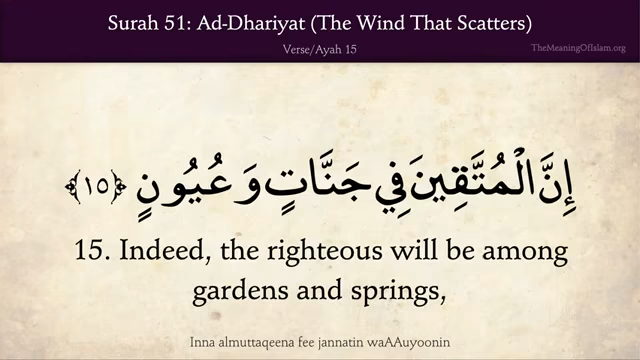 Surah 51: Ad-Dhariyat (The Wind That Scatters)
Verse/Ayah 15
TheMeaningOfIslam.org
إِنَّ الْمُتَّقِينَ فِي جَنَّاتٍ وَعُيُونٍ ﴿١٥﴾
15. Indeed, the righteous will be among
gardens and springs,
Inna almuttaqeena fee jannatin waAAuyoonin